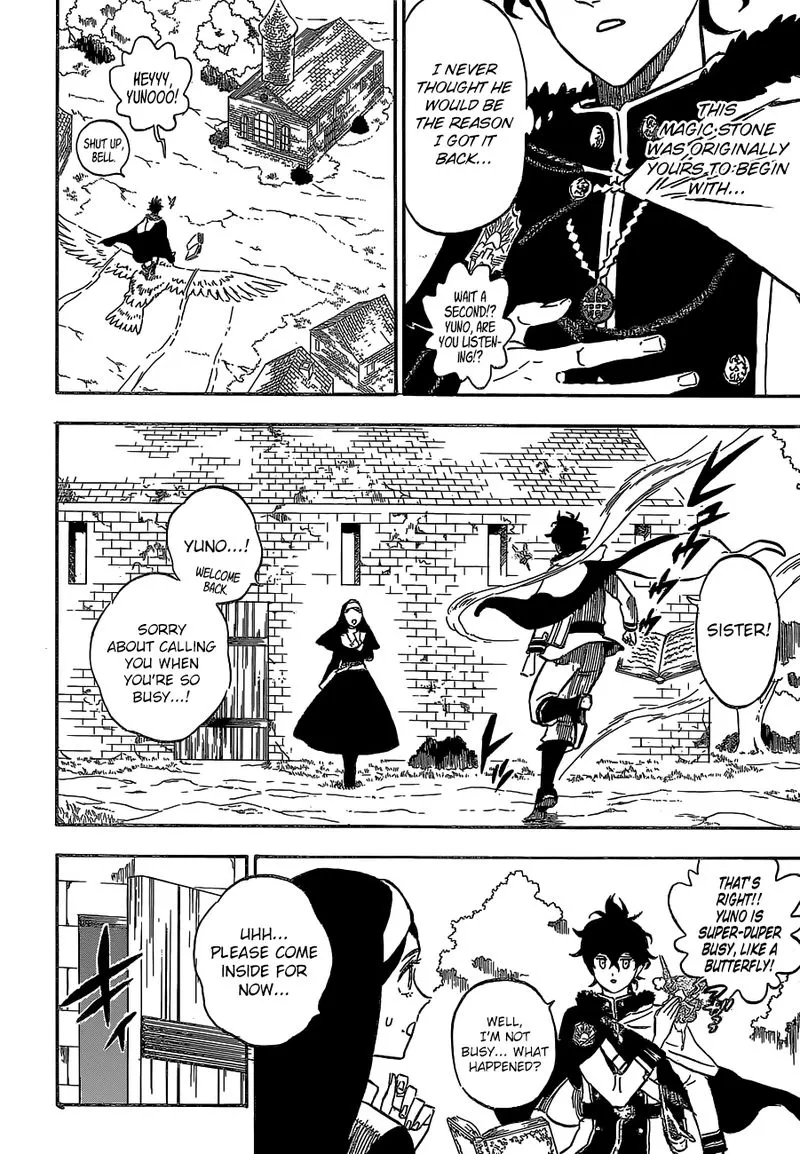 THIS
MAGIC STONE
WAS ORIGINALLY
YOURS TO BEGIN
WITH...
I NEVER
THOUGHT HE
WOULD BE
THE REASON
I GOT IT
BACK...
WAIT A
SECOND!?
YUNO, ARE
YOU LISTEN-
ING!?
HEYYY,
YUNOOO!
SHUT UP,
BELL.
SISTER!
YUNO...!
WELCOME
BACK.
SORRY
ABOUT CALLING
YOU WHEN
YOU'RE SO
BUSY...!
THAT'S
RIGHT!!
YUNO IS
SUPER-DUPER
BUSY, LIKE A
BUTTERFLY!
WELL,
I'M NOT
BUSY... WHAT
HAPPENED?
UHH...
PLEASE COME
INSIDE FOR
NOW...